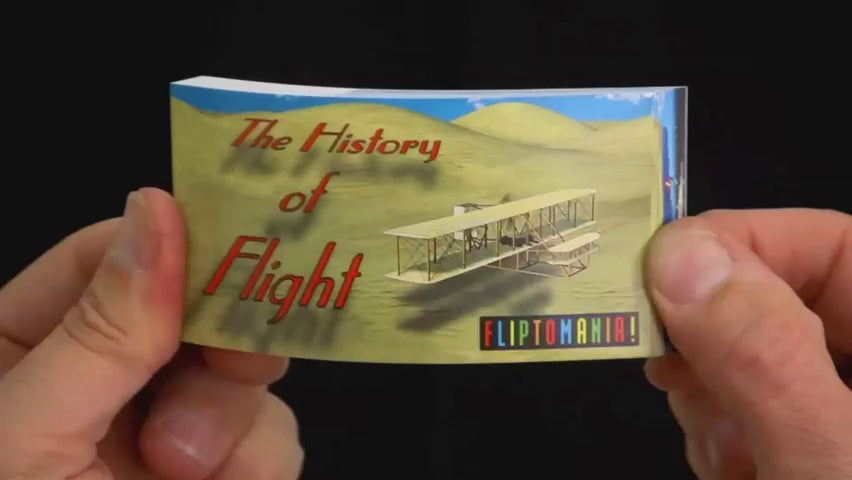 The History
of
Flight
FLIPTOMANIA!